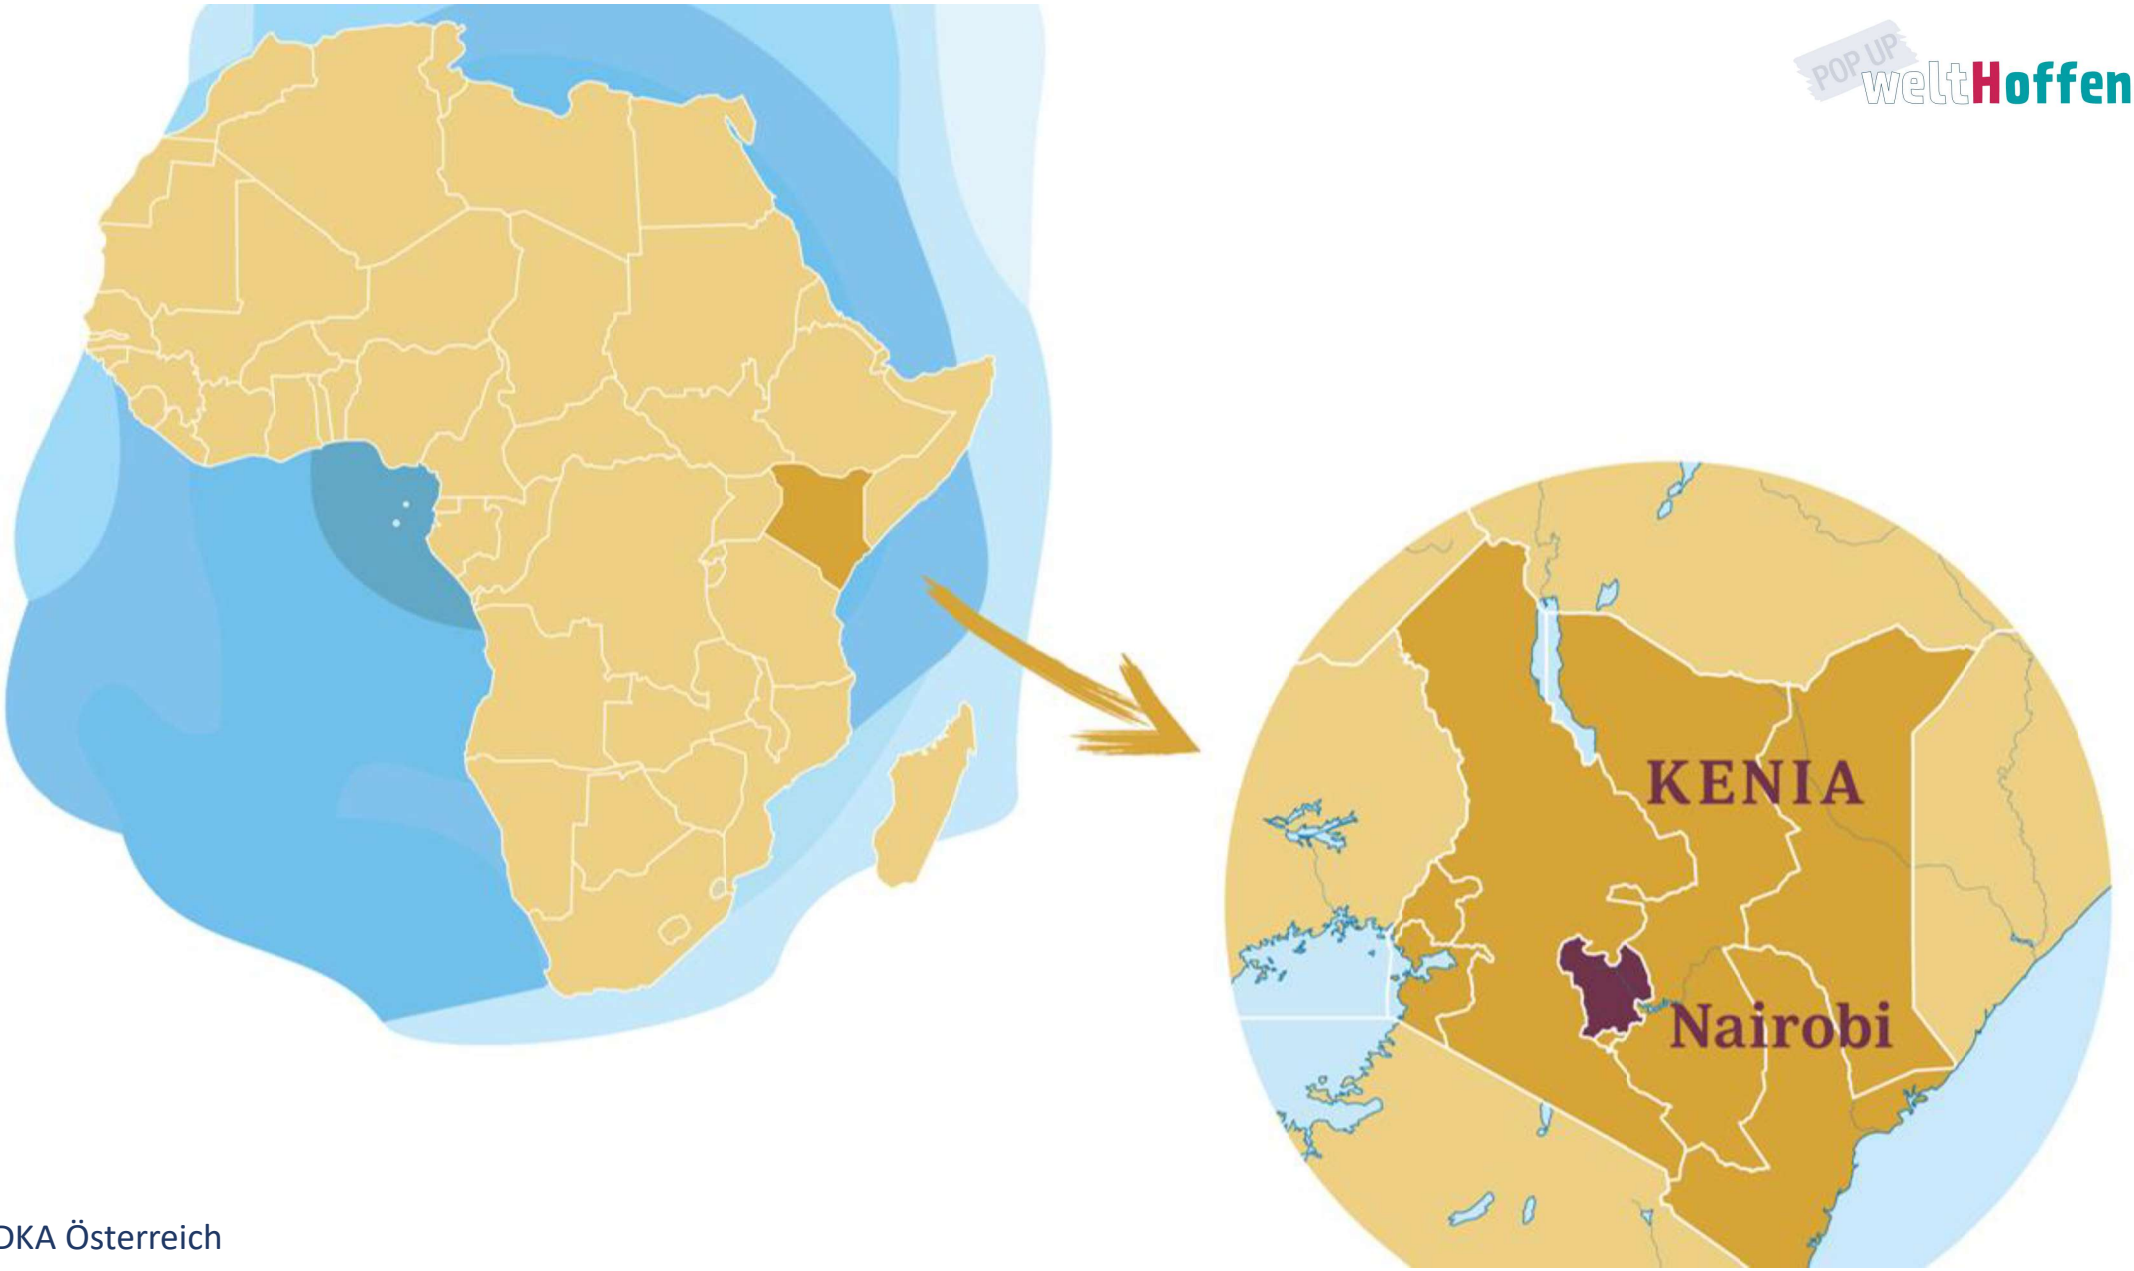 POP UP
weltHoffen
KENIA
Nairobi
DKA Österreich